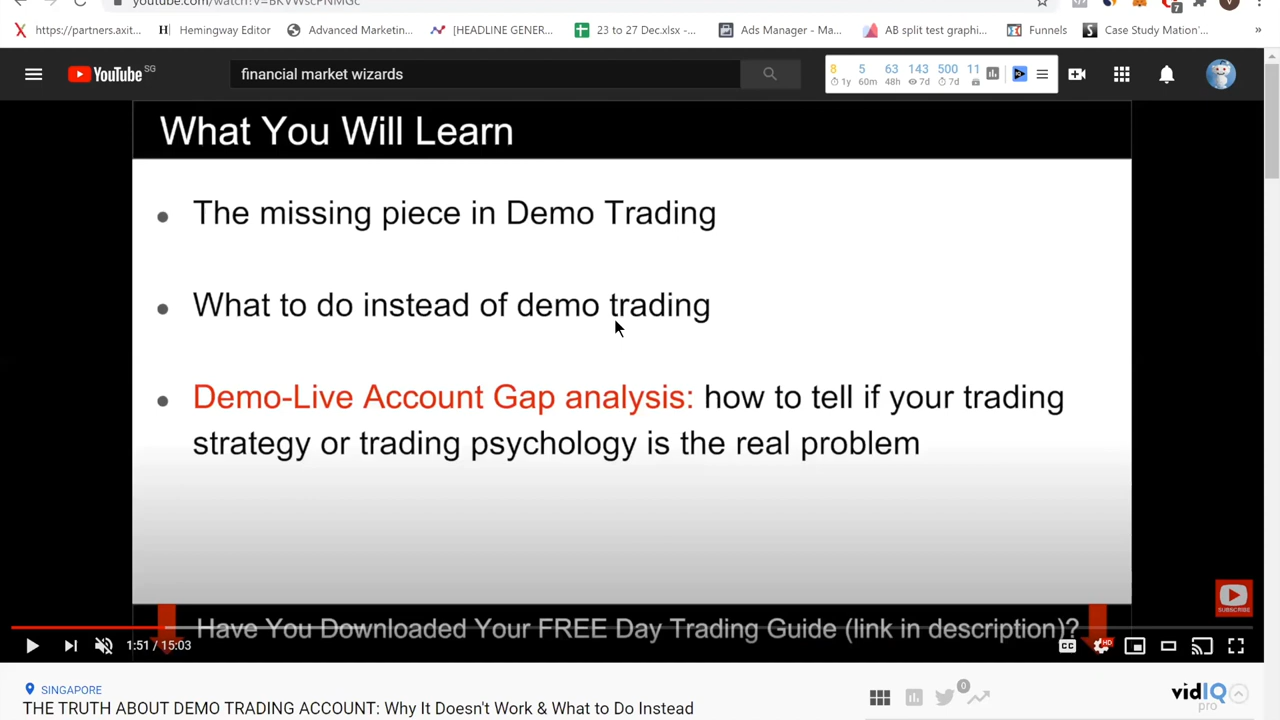 https://partners.axit...
Hemingway Editor
Advanced Marketin...
[HEADLINE GENER...
23 to 27 Dec.xlsx -...
Ads Manager - Ma...
AB split test graphi...
Funnels
Case Study Mation'...
»
YouTube SG
financial market wizards
8 5 63 143 500 11
1y 60m 48h 7d 7d
7
What You Will Learn
• The missing piece in Demo Trading
• What to do instead of demo trading
• Demo-Live Account Gap analysis: how to tell if your trading
strategy or trading psychology is the real problem
SUBSCRIBE
Have You Downloaded Your FREE Day Trading Guide (link in description)?
1:51 / 15:03
CC
HD
SINGAPORE
0
vidIQ
pro
THE TRUTH ABOUT DEMO TRADING ACCOUNT: Why It Doesn't Work & What to Do Instead